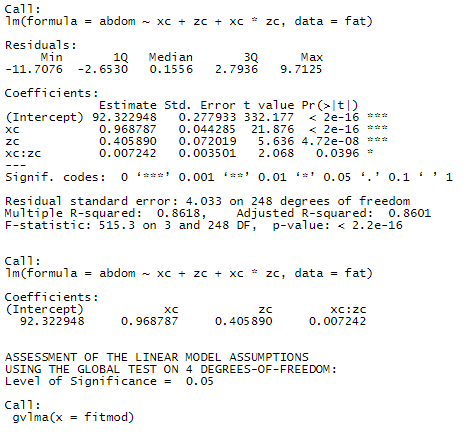 Call:
lm(formula = abdom ~ xc + zc + xc * zc, data = fat)
Residuals:
Min 1Q Median 3Q Max
-11.7076 -2.6530 0.1556 2.7936 9.7125
Coefficients:
Estimate Std. Error t value Pr(>|t|)
(Intercept) 92.322948 0.277933 332.177 < 2e-16 ***
xc 0.968787 0.044285 21.876 < 2e-16 ***
zc 0.405890 0.072019 5.636 4.72e-08 ***
xc:zc 0.007242 0.003501 2.068 0.0396 *
---
Signif. codes: 0 ‘***’ 0.001 ‘**’ 0.01 ‘*’ 0.05 ‘.’ 0.1 ‘ ’ 1
Residual standard error: 4.033 on 248 degrees of freedom
Multiple R-squared: 0.8618, Adjusted R-squared: 0.8601
F-statistic: 515.3 on 3 and 248 DF, p-value: < 2.2e-16
Call:
lm(formula = abdom ~ xc + zc + xc * zc, data = fat)
Coefficients:
(Intercept) xc zc xc:zc
92.322948 0.968787 0.405890 0.007242
ASSESSMENT OF THE LINEAR MODEL ASSUMPTIONS
USING THE GLOBAL TEST ON 4 DEGREES-OF-FREEDOM:
Level of Significance = 0.05
Call:
gvlma(x = fitmod)